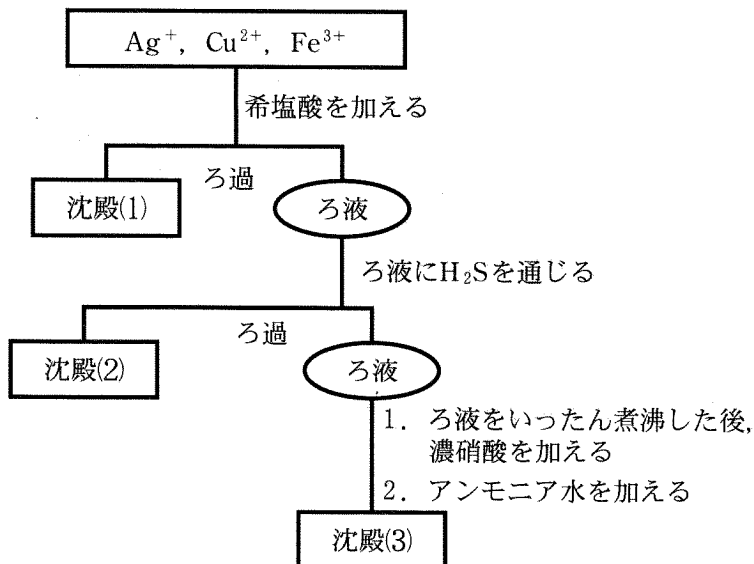 Ag⁺, Cu²⁺, Fe³⁺
希塩酸を加える
ろ過
沈殿(1)
ろ液
ろ液にH₂Sを通じる
ろ過
沈殿(2)
ろ液
1. ろ液をいったん煮沸した後,
濃硝酸を加える
2. アンモニア水を加える
沈殿(3)